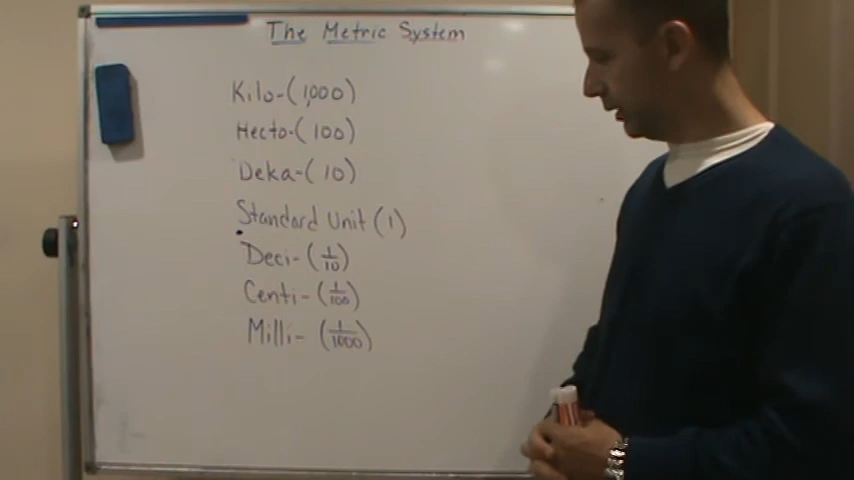 The Metric System
Kilo-(1,000)
Hecto-(100)
Deka-(10)
Standard Unit (1)
Deci-(1/10)
Centi-(1/100)
Milli-(1/1000)